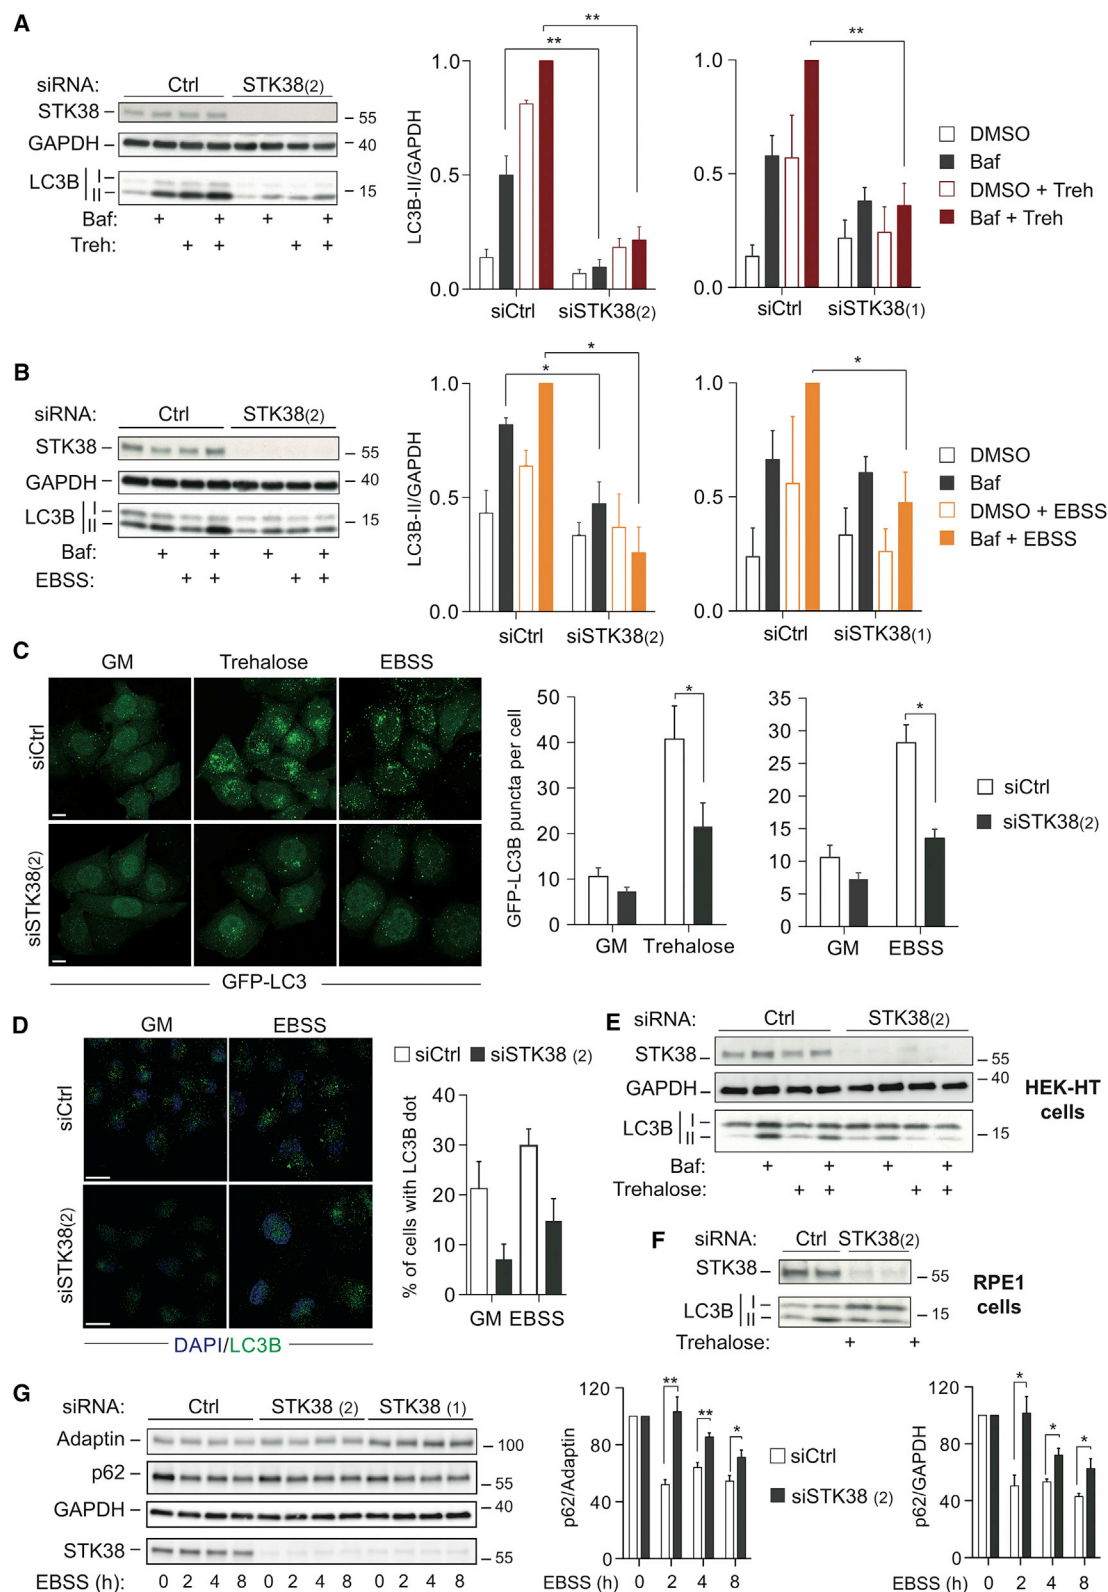 A
siRNA: Ctrl STK38(2)
STK38 – – 55
GAPDH – – 40
LC3B I – II – – 15
Baf: + + + +
Treh: + + + +
LC3B-II/GAPDH
1.0
0.5
0.0
** **
siCtrl siSTK38(2)
1.0
0.5
0.0
**
siCtrl siSTK38(1)
DMSO
Baf
DMSO + Treh
Baf + Treh
B
siRNA: Ctrl STK38(2)
STK38 – – 55
GAPDH – – 40
LC3B I – II – – 15
Baf: + + + +
EBSS: + + + +
LC3B-II/GAPDH
1.0
0.5
0.0
* *
siCtrl siSTK38(2)
1.0
0.5
0.0
*
siCtrl siSTK38(1)
DMSO
Baf
DMSO + EBSS
Baf + EBSS
C
GM Trehalose EBSS
siCtrl
siSTK38(2)
GFP-LC3
GFP-LC3B puncta per cell
50
40
30
20
10
0
*
GM Trehalose
35
30
25
20
15
10
5
0
*
GM EBSS
siCtrl
siSTK38(2)
D
GM EBSS
siCtrl
siSTK38(2)
DAPI/LC3B
siCtrl siSTK38 (2)
% of cells with LC3B dot
40
30
20
10
0
GM EBSS
E
siRNA: Ctrl STK38(2)
STK38 – – 55
GAPDH – – 40
LC3B I – II – – 15
Baf: + + + +
Trehalose: + + + +
HEK-HT
cells
F
siRNA: Ctrl STK38(2)
STK38 – – 55
LC3B I – II – – 15
Trehalose: + +
RPE1
cells
G
siRNA: Ctrl STK38 (2) STK38 (1)
Adaptin – – 100
p62 – 55
GAPDH – – 40
STK38 – 55
EBSS (h): 0 2 4 8 0 2 4 8 0 2 4 8
p62/Adaptin
120
80
40
0
** ** *
EBSS (h) 0 2 4 8
siCtrl
siSTK38 (2)
p62/GAPDH
120
80
40
0
* * *
EBSS (h) 0 2 4 8